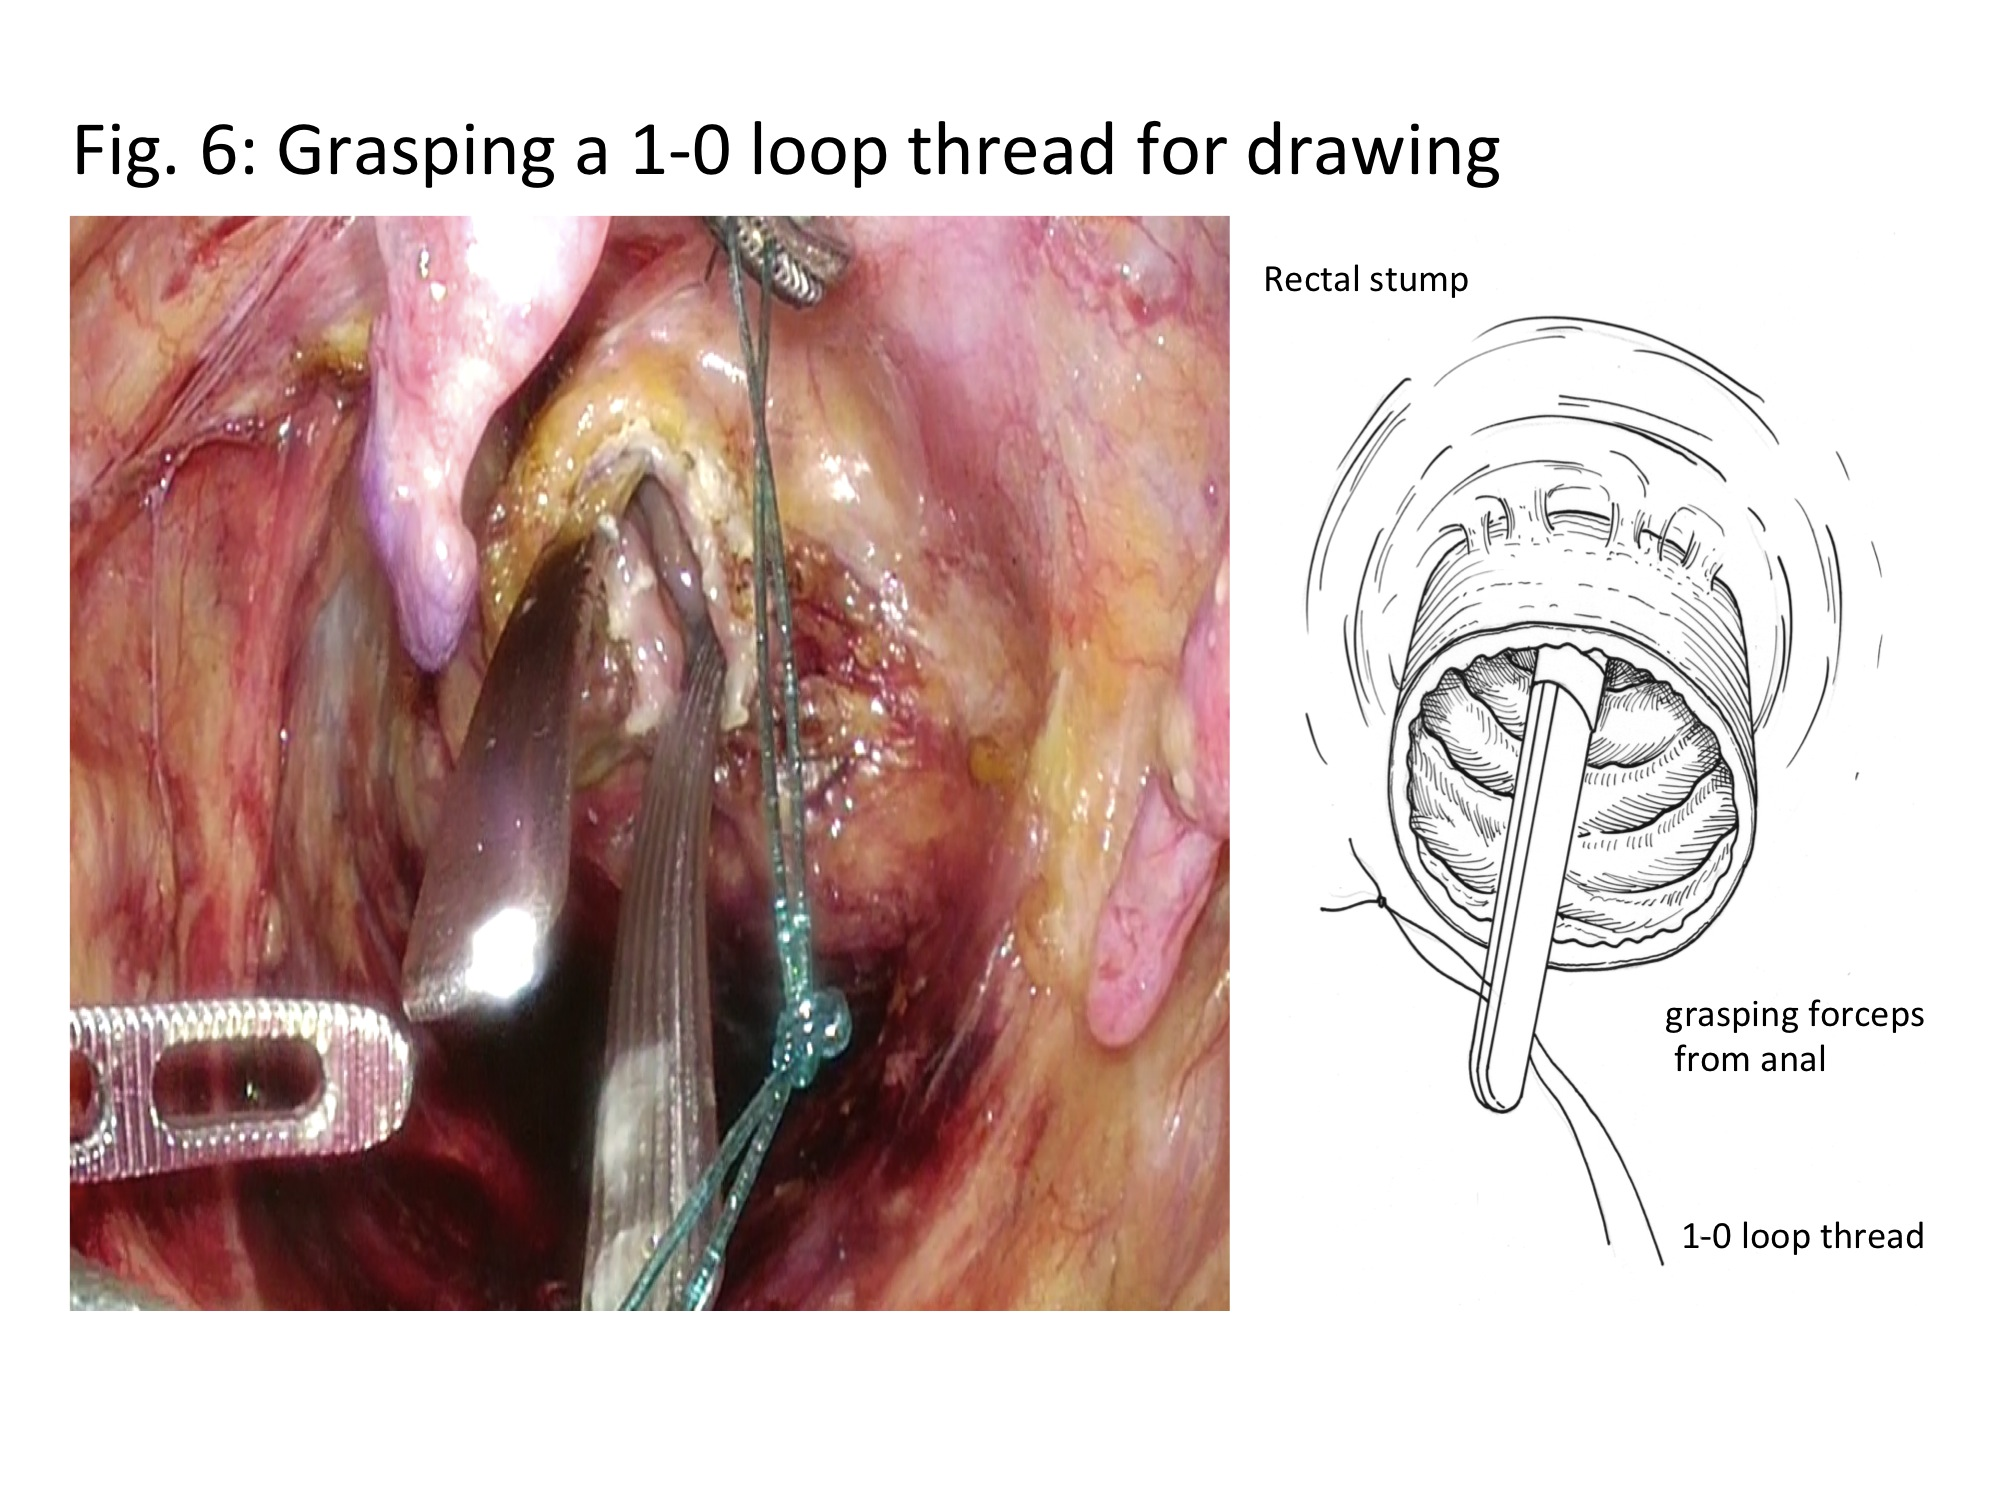 Fig. 6: Grasping a 1-0 loop thread for drawing
Rectal stump
grasping forceps
from anal
1-0 loop thread